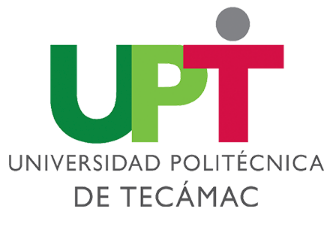 UPT
UNIVERSIDAD POLITÉCNICA
DE TECÁMAC